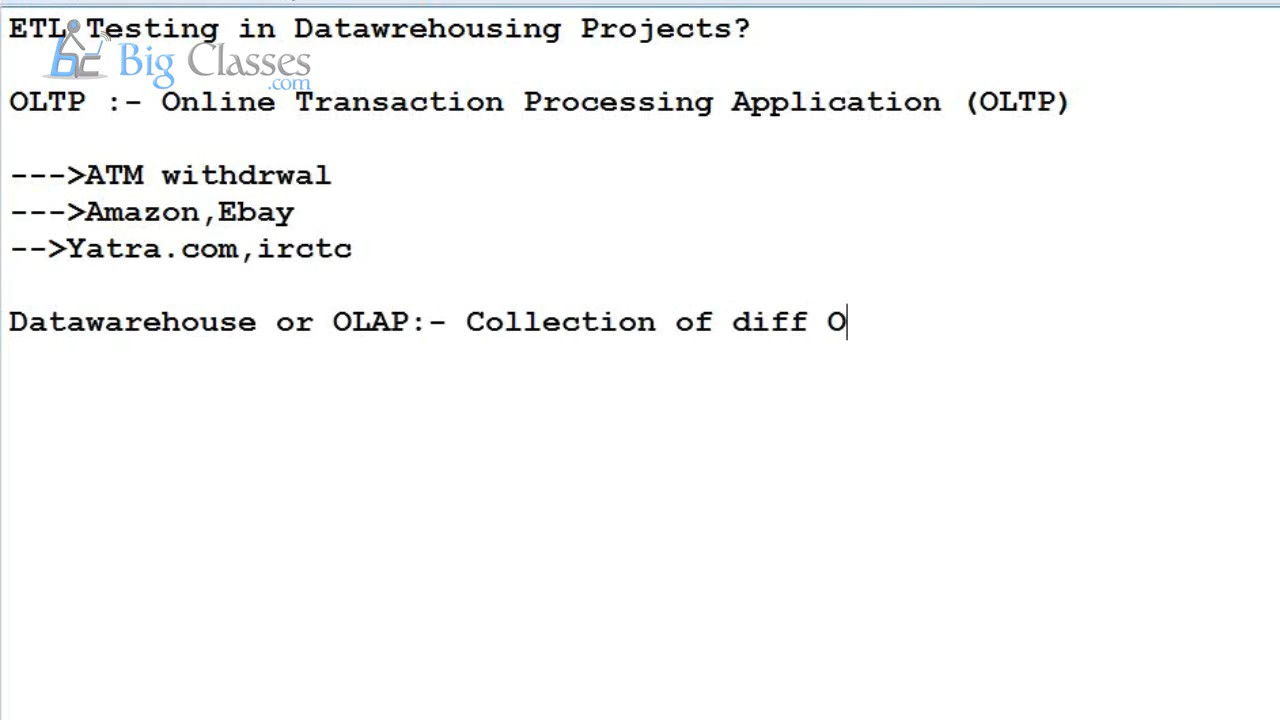 ETL Testing in Datawrehousing Projects?
bc Big Classes
.com
OLTP :- Online Transaction Processing Application (OLTP)
--->ATM withdrwal
--->Amazon,Ebay
-->Yatra.com,irctc
Datawarehouse or OLAP:- Collection of diff O